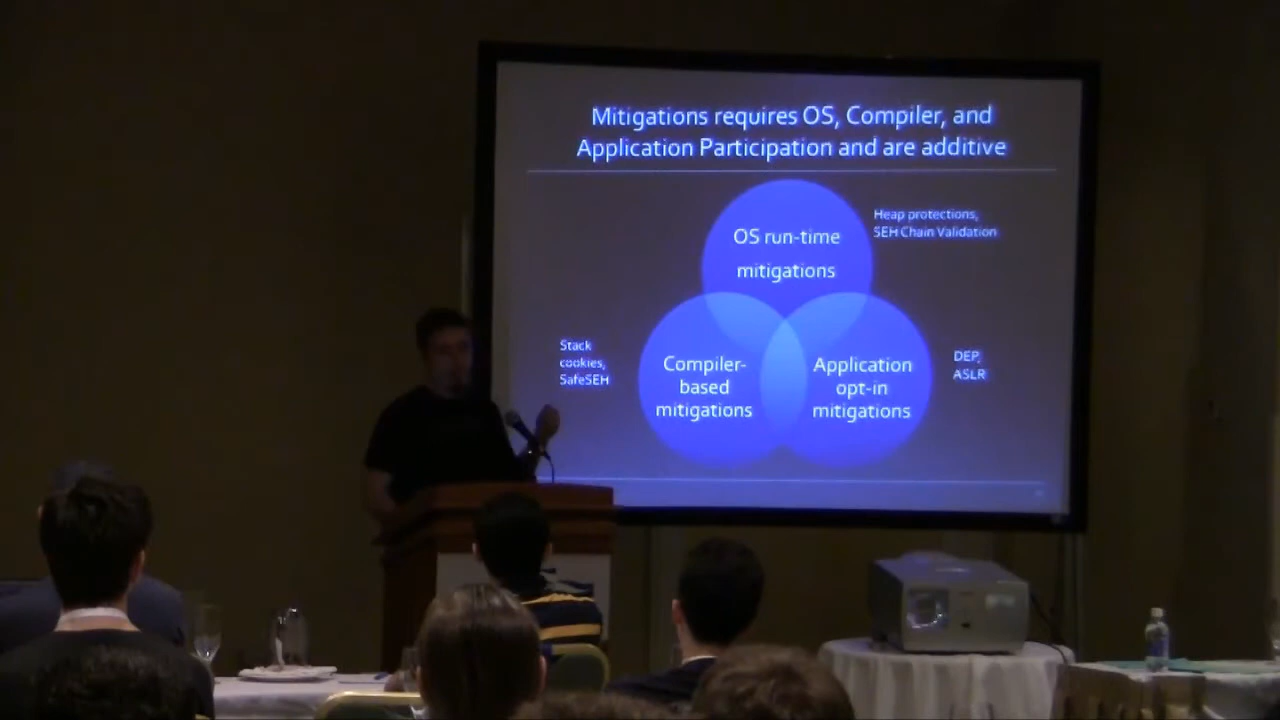 Mitigations requires OS, Compiler, and
Application Participation and are additive
OS run-time
mitigations
Heap protections,
SEH Chain Validation
Stack
cookies,
SafeSEH
Compiler-
based
mitigations
Application
opt-in
mitigations
DEP,
ASLR